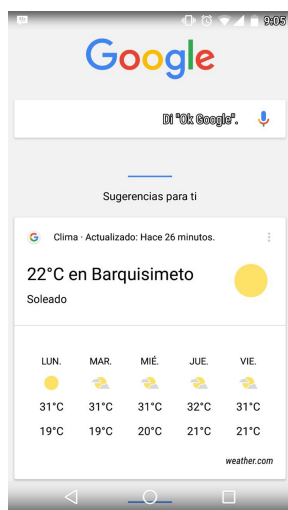 9:05
Google
Di "Ok Google".
Sugerencias para ti
G Clima · Actualizado: Hace 26 minutos.
22°C en Barquisimeto
Soleado
LUN. MAR. MIÉ. JUE. VIE.
31°C 31°C 31°C 32°C 31°C
19°C 19°C 20°C 21°C 21°C
weather.com